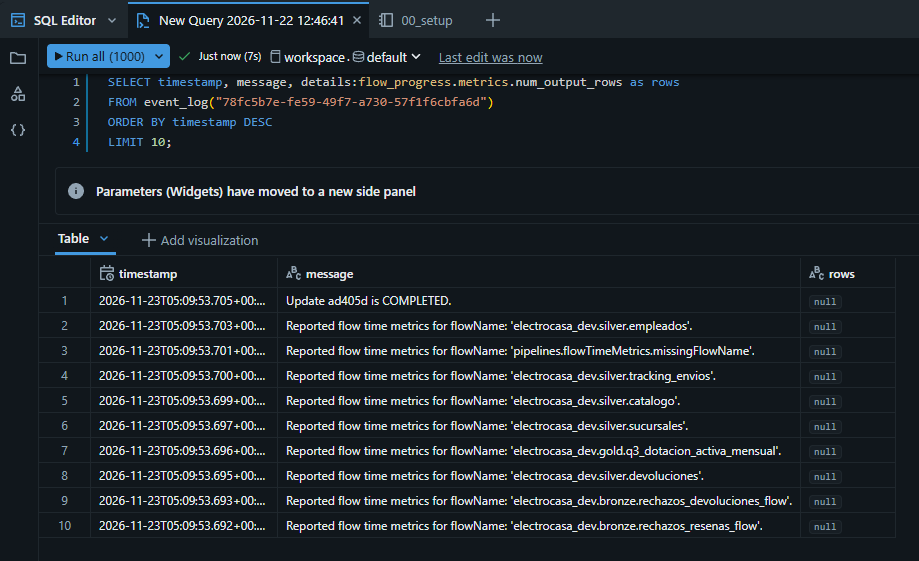 SQL Editor
New Query 2026-11-22 12:46:41
00_setup
Run all (1000)
Just now (7s)
workspace.
default
Last edit was now
1 SELECT timestamp, message, details:flow_progress.metrics.num_output_rows as rows
2 FROM event_log("78fc5b7e-fe59-49f7-a730-57f1f6cbfa6d")
3 ORDER BY timestamp DESC
4 LIMIT 10;
Parameters (Widgets) have moved to a new side panel
Table
Add visualization
timestamp message rows
1 2026-11-23T05:09:53.705+00:... Update ad405d is COMPLETED. null
2 2026-11-23T05:09:53.703+00:... Reported flow time metrics for flowName: 'electrocasa_dev.silver.empleados'. null
3 2026-11-23T05:09:53.701+00:... Reported flow time metrics for flowName: 'pipelines.flowTimeMetrics.missingFlowName'. null
4 2026-11-23T05:09:53.700+00:... Reported flow time metrics for flowName: 'electrocasa_dev.silver.tracking_envios'. null
5 2026-11-23T05:09:53.699+00:... Reported flow time metrics for flowName: 'electrocasa_dev.silver.catalogo'. null
6 2026-11-23T05:09:53.697+00:... Reported flow time metrics for flowName: 'electrocasa_dev.silver.sucursales'. null
7 2026-11-23T05:09:53.696+00:... Reported flow time metrics for flowName: 'electrocasa_dev.gold.q3_dotacion_activa_mensual'. null
8 2026-11-23T05:09:53.695+00:... Reported flow time metrics for flowName: 'electrocasa_dev.silver.devoluciones'. null
9 2026-11-23T05:09:53.693+00:... Reported flow time metrics for flowName: 'electrocasa_dev.bronze.rechazos_devoluciones_flow'. null
10 2026-11-23T05:09:53.692+00:... Reported flow time metrics for flowName: 'electrocasa_dev.bronze.rechazos_resenas_flow'. null